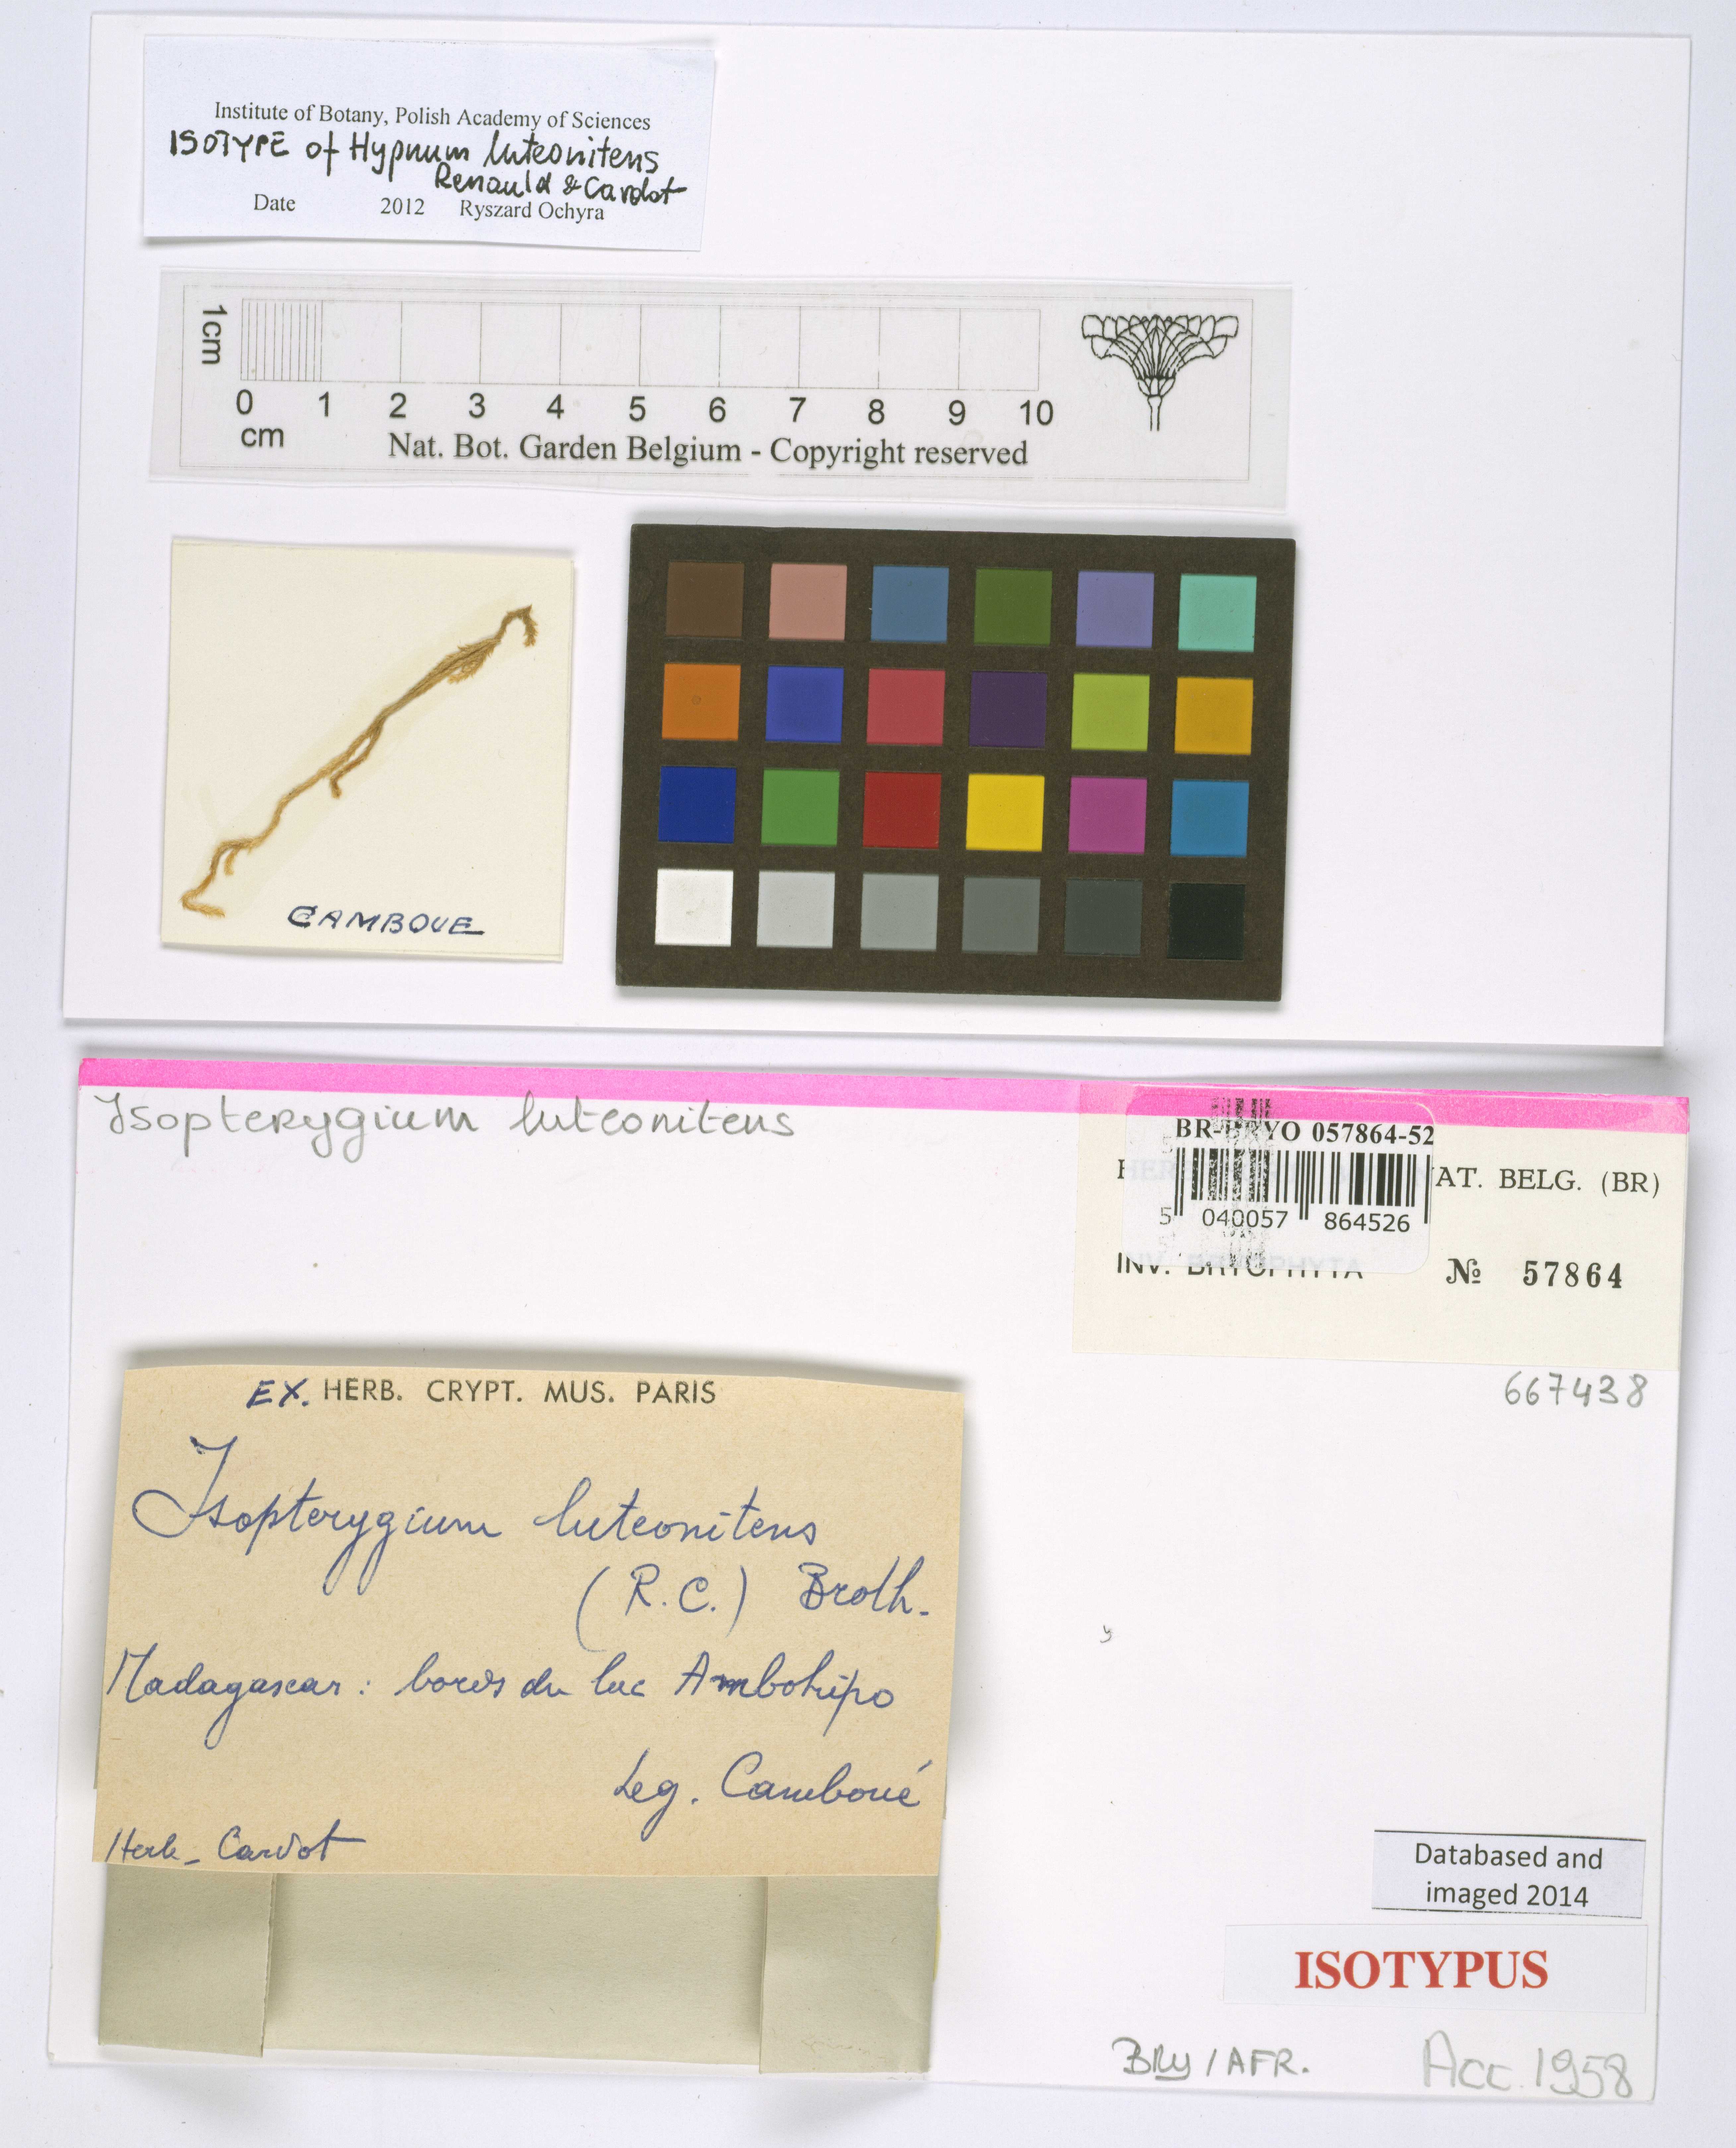 Institute of Botany, Polish Academy of Sciences
ISOTYPE of Hypnum luteonitens
Renauld & Cardot
Date 2012 Ryszard Ochyra
1cm
0 1 2 3 4 5 6 7 8 9 10
cm
Nat. Bot. Garden Belgium - Copyright reserved
CAMBOUE
Isopterygium luteonitens
BR-BRYO 057864-52
NAT. BELG. (BR)
5 040057 864526
INV. BRYOPHYTA № 57864
667438
EX. HERB. CRYPT. MUS. PARIS
Isopterygium luteonitens
(R.C.) Broth.
Madagascar : bords du lac Ambohipo
Leg. Camboué
Herb. Cardot
Databased and
imaged 2014
ISOTYPUS
BRY / AFR.
Acc. 1958